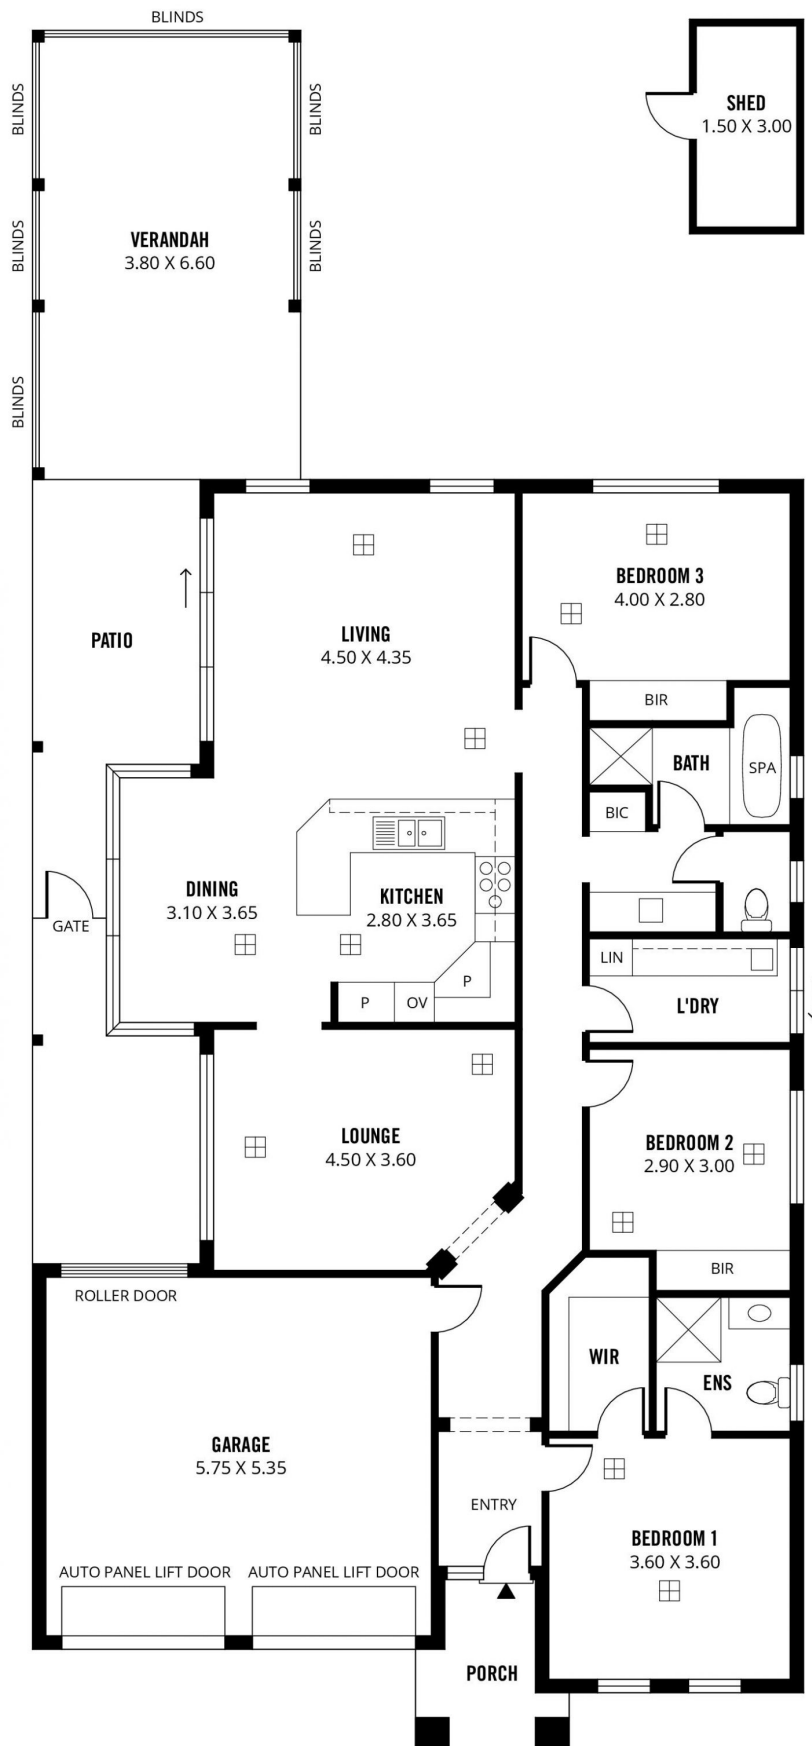 BLINDS
BLINDS
BLINDS
SHED
1.50 X 3.00
VERANDAH
3.80 X 6.60
BLINDS
BLINDS
BLINDS
BEDROOM 3
4.00 X 2.80
LIVING
4.50 X 4.35
PATIO
BIR
BATH
SPA
BIC
DINING
3.10 X 3.65
KITCHEN
2.80 X 3.65
GATE
LIN
P
P
OV
L'DRY
LOUNGE
4.50 X 3.60
BEDROOM 2
2.90 X 3.00
BIR
ROLLER DOOR
WIR
ENS
GARAGE
5.75 X 5.35
ENTRY
BEDROOM 1
3.60 X 3.60
AUTO PANEL LIFT DOOR
AUTO PANEL LIFT DOOR
PORCH